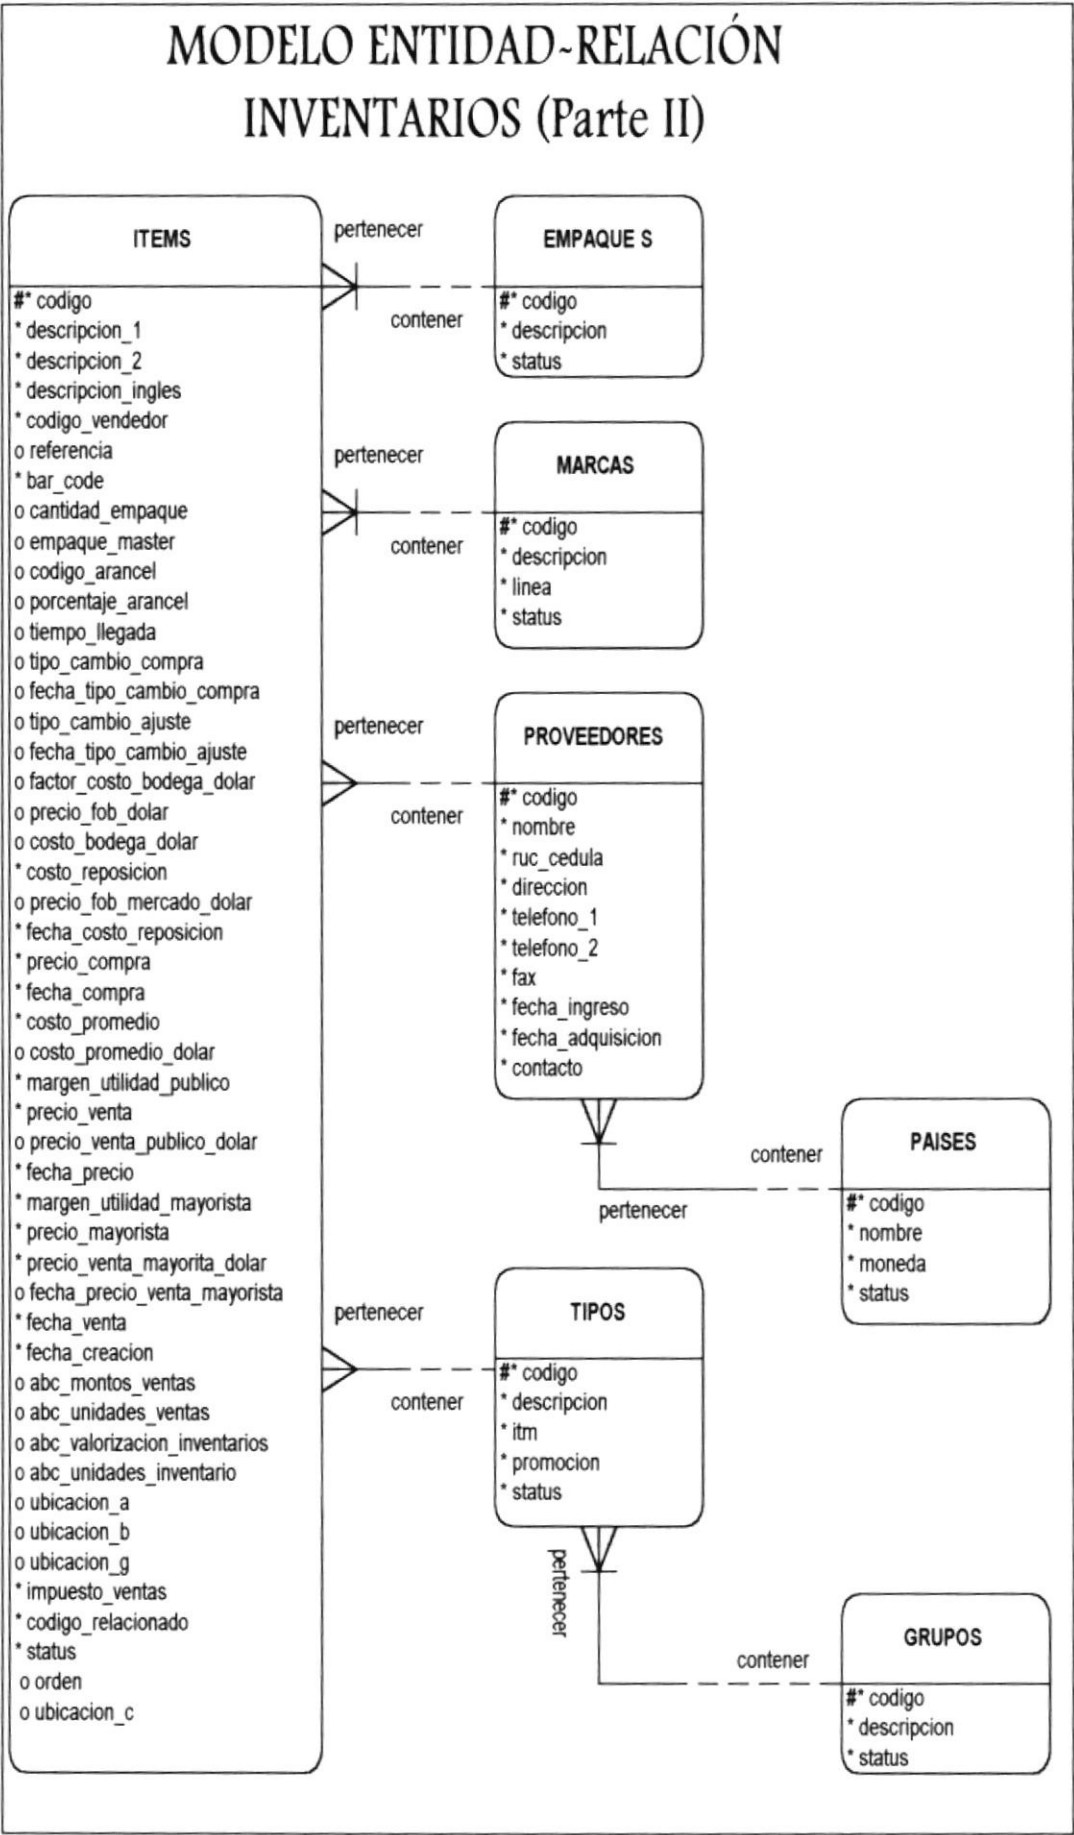 MODELO ENTIDAD-RELACIÓN
INVENTARIOS (Parte II)
ITEMS
#* codigo
* descripcion_1
* descripcion_2
* descripcion_ingles
* codigo_vendedor
o referencia
* bar_code
o cantidad_empaque
o empaque_master
o codigo_arancel
o porcentaje_arancel
o tiempo_llegada
o tipo_cambio_compra
o fecha_tipo_cambio_compra
o tipo_cambio_ajuste
o fecha_tipo_cambio_ajuste
o factor_costo_bodega_dolar
o precio_fob_dolar
o costo_bodega_dolar
* costo_reposicion
o precio_fob_mercado_dolar
* fecha_costo_reposicion
* precio_compra
* fecha_compra
* costo_promedio
o costo_promedio_dolar
* margen_utilidad_publico
* precio_venta
o precio_venta_publico_dolar
* fecha_precio
* margen_utilidad_mayorista
* precio_mayorista
* precio_venta_mayorita_dolar
o fecha_precio_venta_mayorista
* fecha_venta
* fecha_creacion
o abc_montos_ventas
o abc_unidades_ventas
o abc_valorizacion_inventarios
o abc_unidades_inventario
o ubicacion_a
o ubicacion_b
o ubicacion_g
* impuesto_ventas
* codigo_relacionado
* status
o orden
o ubicacion_c
pertenecer
contener
EMPAQUE S
#* codigo
* descripcion
* status
pertenecer
contener
MARCAS
#* codigo
* descripcion
* linea
* status
pertenecer
contener
PROVEEDORES
#* codigo
* nombre
* ruc_cedula
* direccion
* telefono_1
* telefono_2
* fax
* fecha_ingreso
* fecha_adquisicion
* contacto
contener
pertenecer
PAISES
#* codigo
* nombre
* moneda
* status
pertenecer
contener
TIPOS
#* codigo
* descripcion
* itm
* promocion
* status
pertenecer
contener
GRUPOS
#* codigo
* descripcion
* status